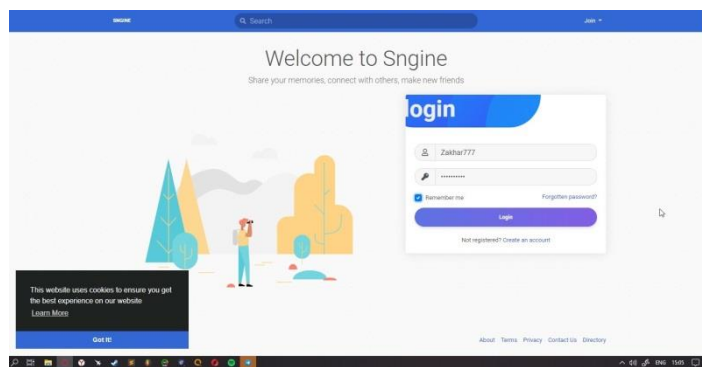 SNGINE
Search
Join
Welcome to Sngine
Share your memories, connect with others, make new friends
login
Zakhar777
Remember me
Forgotten password?
Login
Not registered? Create an account
This website uses cookies to ensure you get
the best experience on our website
Learn More
Got It!
About Terms Privacy Contact Us Directory
ENG 15:05